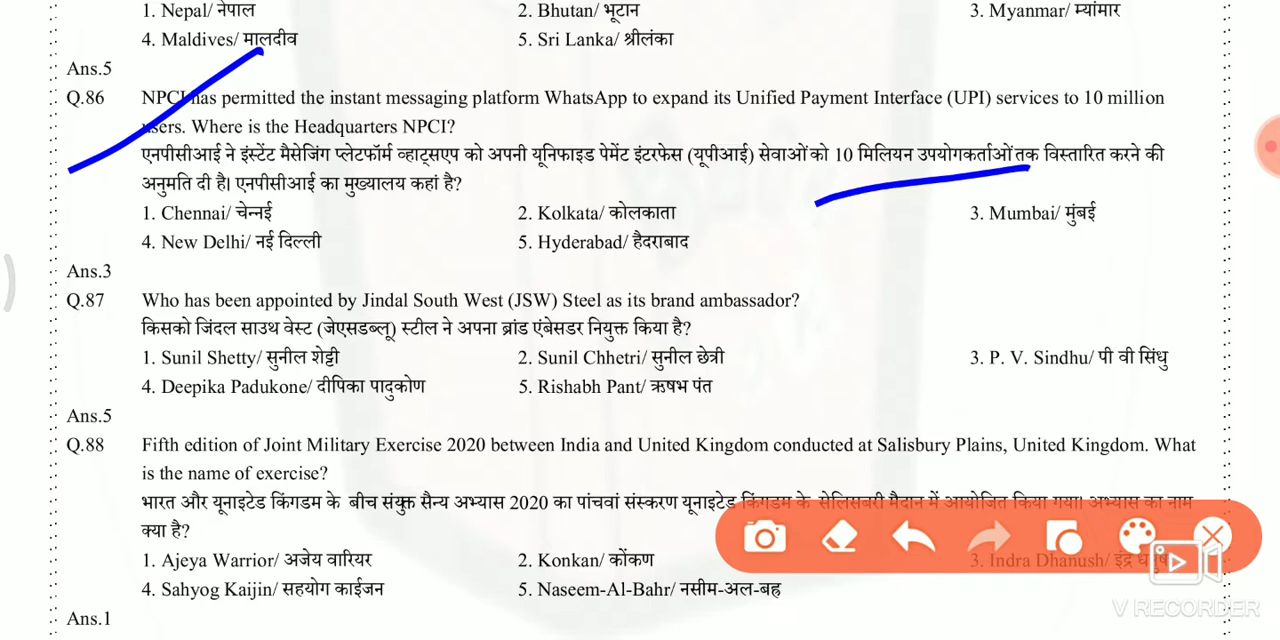 1. Nepal/ नेपाल 2. Bhutan/ भूटान 3. Myanmar/ म्यांमार
4. Maldives/ मालदीव 5. Sri Lanka/ श्रीलंका
Ans.5
Q.86 NPCI has permitted the instant messaging platform WhatsApp to expand its Unified Payment Interface (UPI) services to 10 million
users. Where is the Headquarters NPCI?
एनपीसीआई ने इंस्टेंट मैसेजिंग प्लेटफॉर्म व्हाट्सएप को अपनी यूनिफाइड पेमेंट इंटरफेस (यूपीआई) सेवाओं को 10 मिलियन उपयोगकर्ताओं तक विस्तारित करने की
अनुमति दी है। एनपीसीआई का मुख्यालय कहां है?
1. Chennai/ चेन्नई 2. Kolkata/ कोलकाता 3. Mumbai/ मुंबई
4. New Delhi/ नई दिल्ली 5. Hyderabad/ हैदराबाद
Ans.3
Q.87 Who has been appointed by Jindal South West (JSW) Steel as its brand ambassador?
किसको जिंदल साउथ वेस्ट (जेएसडब्लू) स्टील ने अपना ब्रांड एंबेसडर नियुक्त किया है?
1. Sunil Shetty/ सुनील शेट्टी 2. Sunil Chhetri/ सुनील छेत्री 3. P. V. Sindhu/ पी वी सिंधु
4. Deepika Padukone/ दीपिका पादुकोण 5. Rishabh Pant/ ऋषभ पंत
Ans.5
Q.88 Fifth edition of Joint Military Exercise 2020 between India and United Kingdom conducted at Salisbury Plains, United Kingdom. What
is the name of exercise?
भारत और यूनाइटेड किंगडम के बीच संयुक्त सैन्य अभ्यास 2020 का पांचवां संस्करण यूनाइटेड किंगडम के सेलिसबरी मैदान में आयोजित किया गया। अभ्यास का नाम
क्या है?
1. Ajeya Warrior/ अजेय वारियर 2. Konkan/ कोंकण 3. Indra Dhanush/ इंद्र धनुष
4. Sahyog Kaijin/ सहयोग काईजन 5. Naseem-Al-Bahr/ नसीम-अल-बह्र
V RECORDER
Ans.1